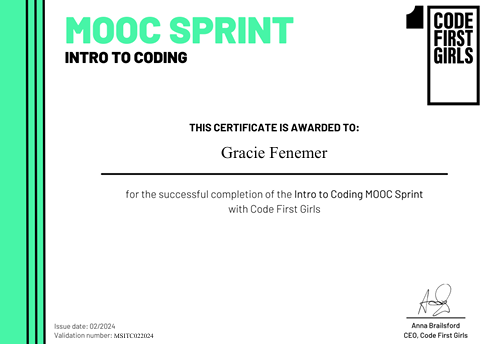 MOOC SPRINT
INTRO TO CODING
1 CODE
FIRST
GIRLS
THIS CERTIFICATE IS AWARDED TO:
Gracie Fenemer
for the successful completion of the Intro to Coding MOOC Sprint
with Code First Girls
Anna Brailsford
CEO, Code First Girls
Issue date: 02/2024
Validation number: MSITC022024